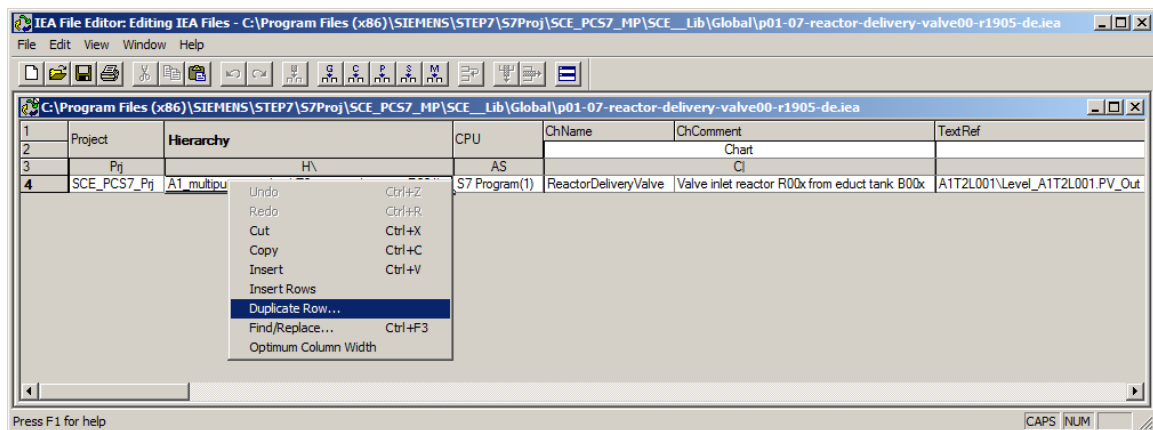 IEA File Editor: Editing IEA Files - C:\Program Files (x86)\SIEMENS\STEP7\S7Proj\SCE_PCS7_MP\SCE__Lib\Global\p01-07-reactor-delivery-valve00-r1905-de.iea
File Edit View Window Help
C:\Program Files (x86)\SIEMENS\STEP7\S7Proj\SCE_PCS7_MP\SCE__Lib\Global\p01-07-reactor-delivery-valve00-r1905-de.iea
1 Project Hierarchy CPU ChName ChComment TextRef
2 Chart
3 Prj H\ AS C|
4 SCE_PCS7_Prj A1_multipu S7 Program(1) ReactorDeliveryValve Valve inlet reactor R00x from educt tank B00x A1T2L001\Level_A1T2L001.PV_Out
Undo Ctrl+Z
Redo Ctrl+R
Cut Ctrl+X
Copy Ctrl+C
Insert Ctrl+V
Insert Rows
Duplicate Row...
Find/Replace... Ctrl+F3
Optimum Column Width
Press F1 for help CAPS NUM